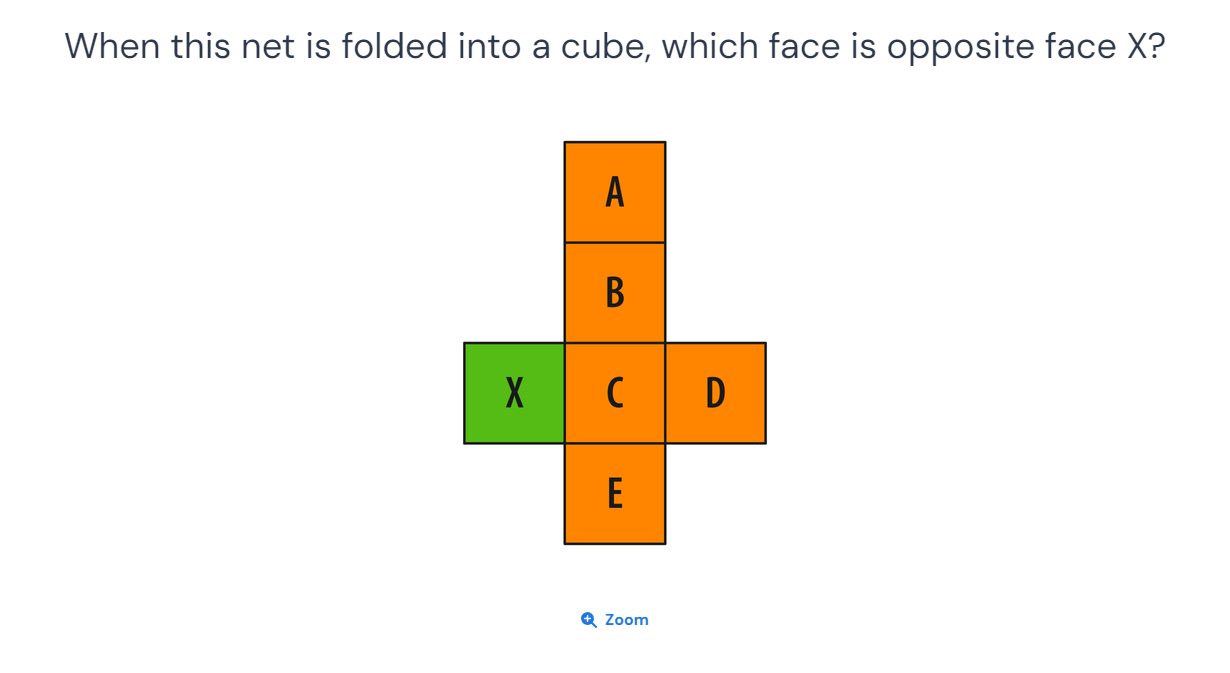 When this net is folded into a cube, which face is opposite face X?
A
B
X C D
E
Zoom